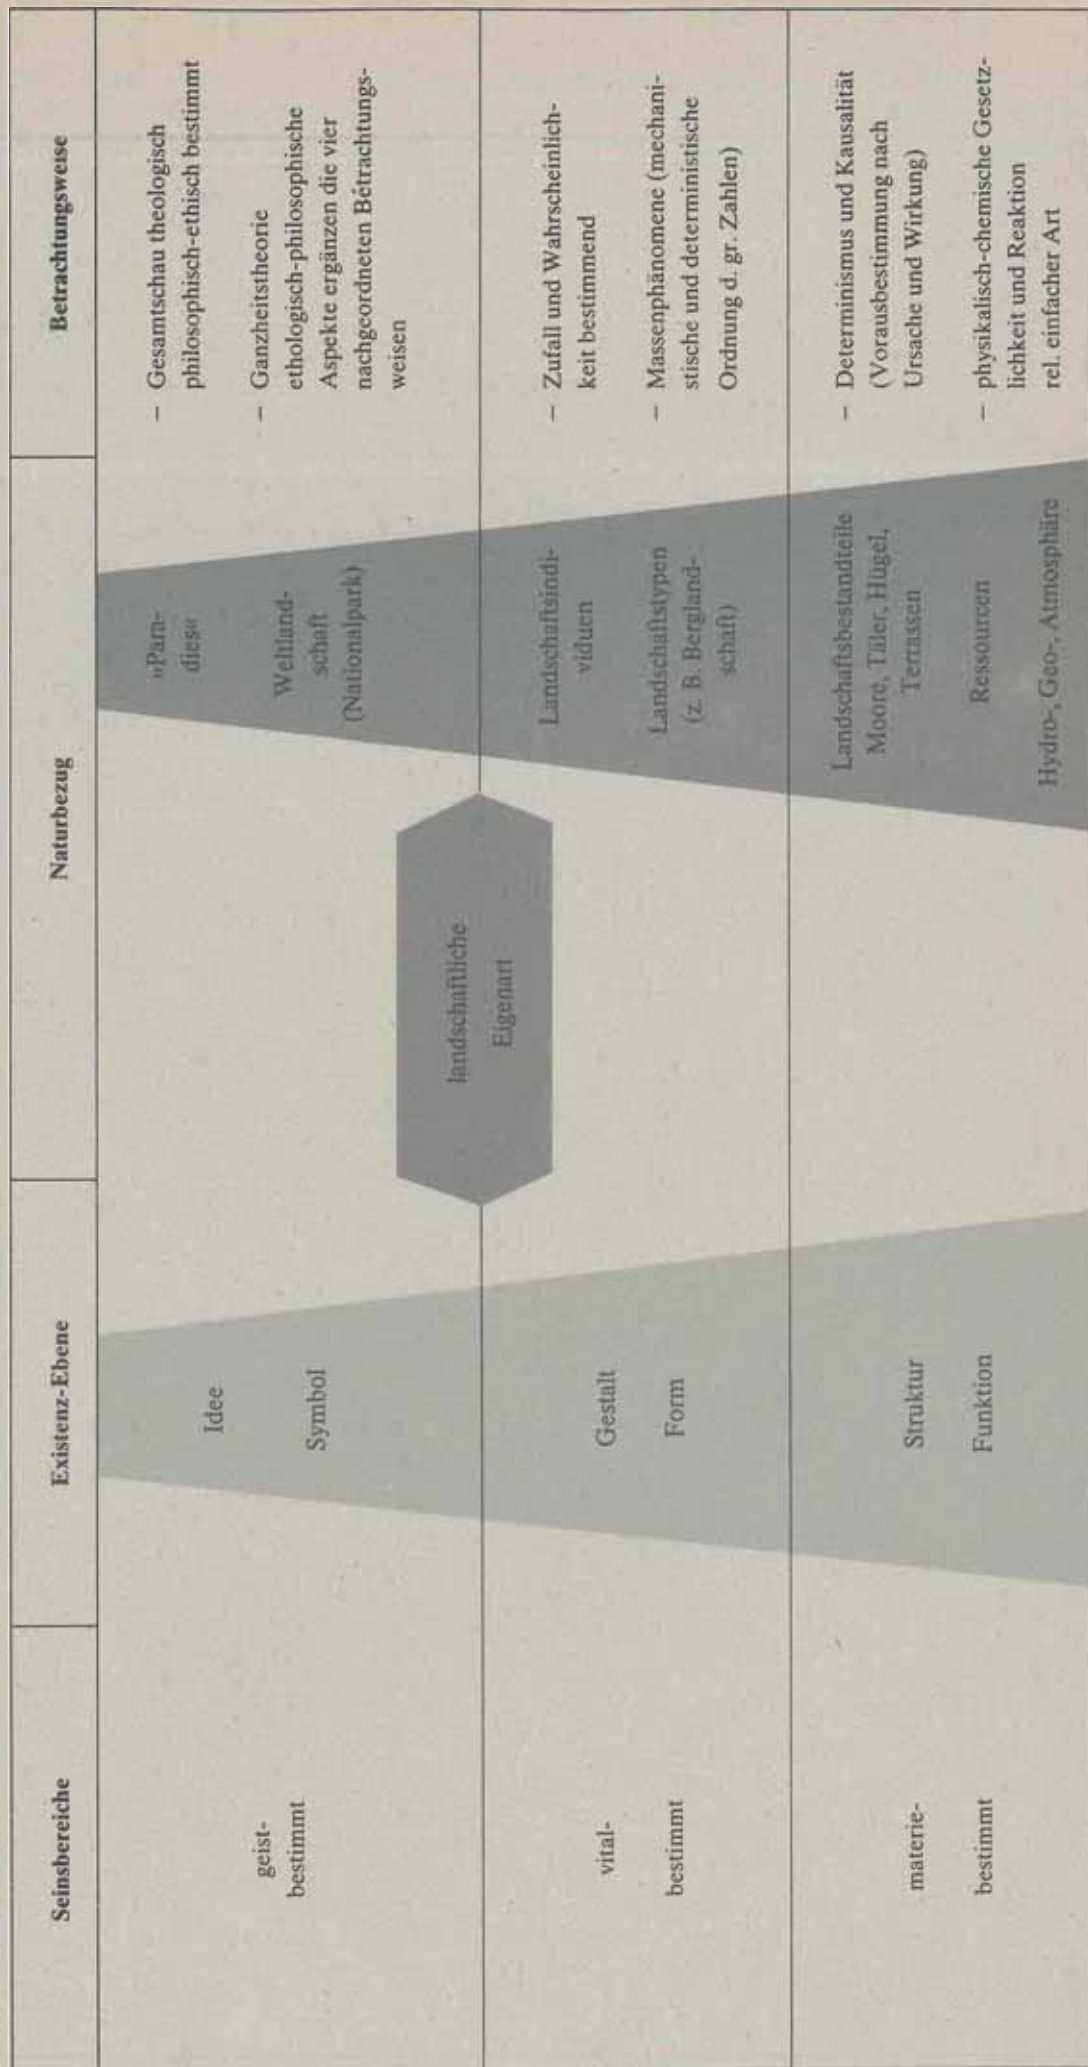 Seinsbereiche
Existenz-Ebene
Naturbezug
Betrachtungsweise
geist-
bestimmt
Idee
Symbol
»Para-
dies«
Weltland-
schaft
(Nationalpark)
– Gesamtschau theologisch
philosophisch-ethisch bestimmt
– Ganzheitstheorie
ethologisch-philosophische
Aspekte ergänzen die vier
nachgeordneten Betrachtungs-
weisen
landschaftliche
Eigenart
vital-
bestimmt
Gestalt
Form
Landschaftsindi-
viduen
Landschaftstypen
(z. B. Bergland-
schaft)
– Zufall und Wahrscheinlich-
keit bestimmend
– Massenphänomene (mechani-
stische und deterministische
Ordnung d. gr. Zahlen)
materie-
bestimmt
Struktur
Funktion
Landschaftsbestandteile
Moore, Täler, Hügel,
Terrassen
Ressourcen
Hydro-, Geo-, Atmosphäre
– Determinismus und Kausalität
(Vorausbestimmung nach
Ursache und Wirkung)
– physikalisch-chemische Gesetz-
lichkeit und Reaktion
rel. einfacher Art